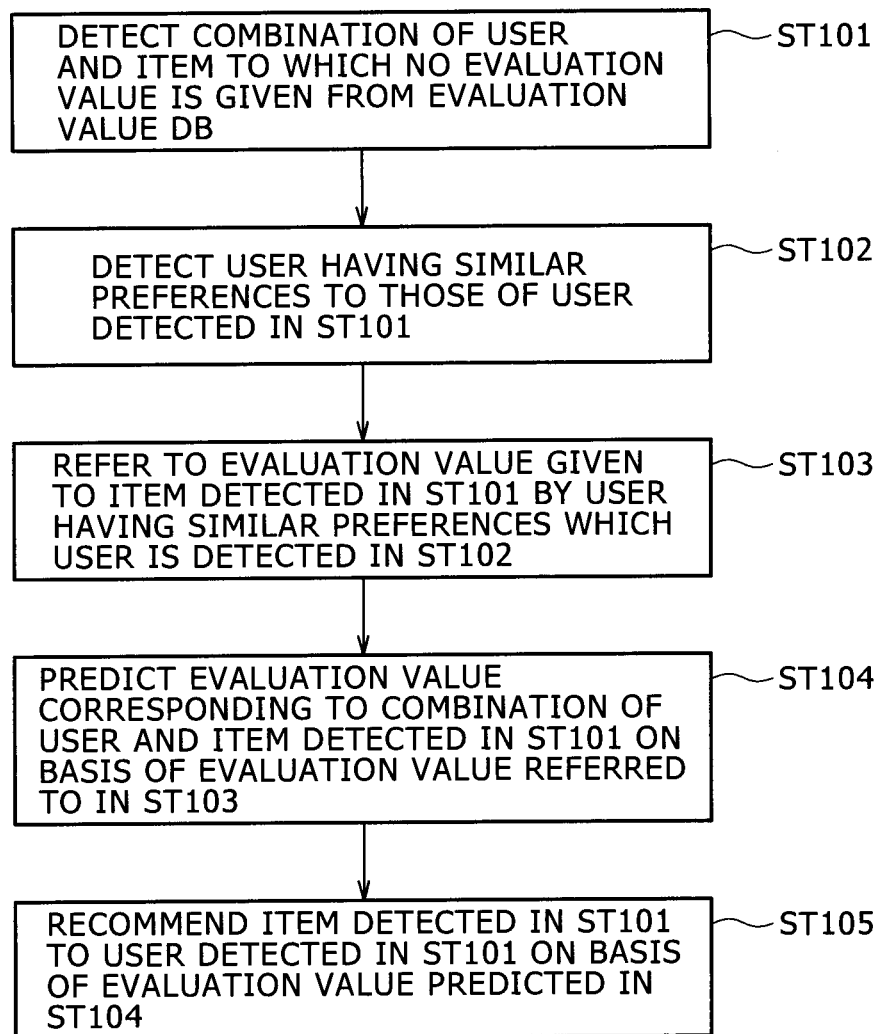 DETECT COMBINATION OF USER
AND ITEM TO WHICH NO EVALUATION
VALUE IS GIVEN FROM EVALUATION
VALUE DB
ST101
DETECT USER HAVING SIMILAR
PREFERENCES TO THOSE OF USER
DETECTED IN ST101
ST102
REFER TO EVALUATION VALUE GIVEN
TO ITEM DETECTED IN ST101 BY USER
HAVING SIMILAR PREFERENCES WHICH
USER IS DETECTED IN ST102
ST103
PREDICT EVALUATION VALUE
CORRESPONDING TO COMBINATION OF
USER AND ITEM DETECTED IN ST101 ON
BASIS OF EVALUATION VALUE REFERRED
TO IN ST103
ST104
RECOMMEND ITEM DETECTED IN ST101
TO USER DETECTED IN ST101 ON BASIS
OF EVALUATION VALUE PREDICTED IN
ST104
ST105